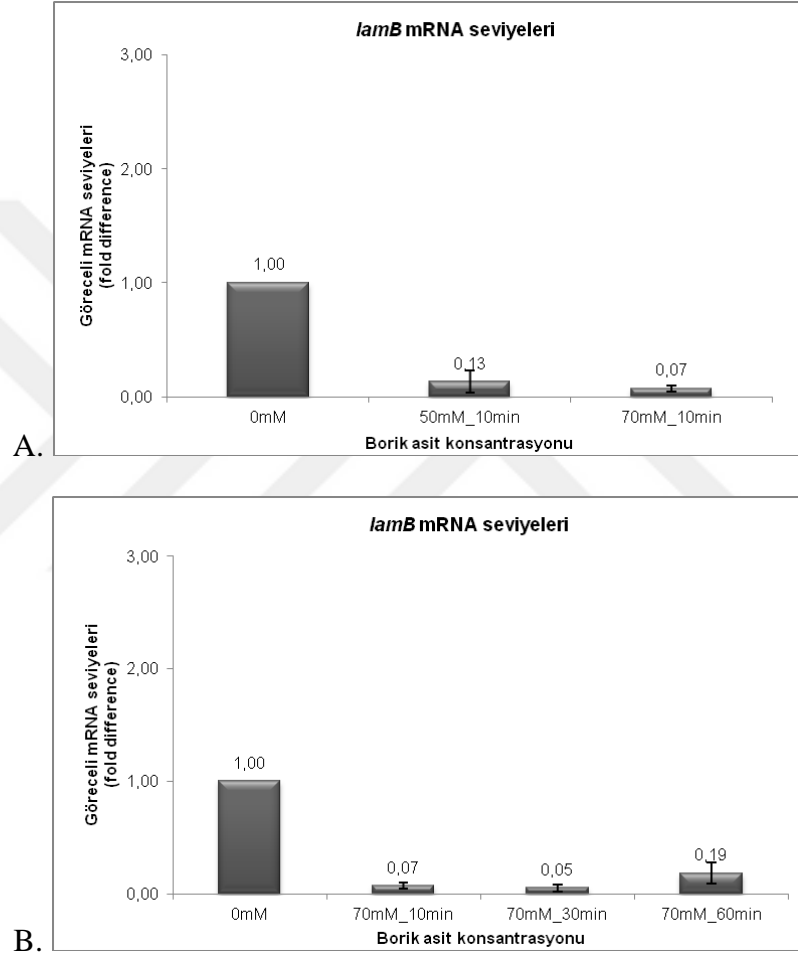 lamB mRNA seviyeleri
Göreceli mRNA seviyeleri
(fold difference)
3,00
2,00
1,00
0,00
1,00
0,13
0,07
0mM
50mM_10min
70mM_10min
Borik asit konsantrasyonu
A.
lamB mRNA seviyeleri
Göreceli mRNA seviyeleri
(fold difference)
3,00
2,00
1,00
0,00
1,00
0,07
0,05
0,19
0mM
70mM_10min
70mM_30min
70mM_60min
Borik asit konsantrasyonu
B.